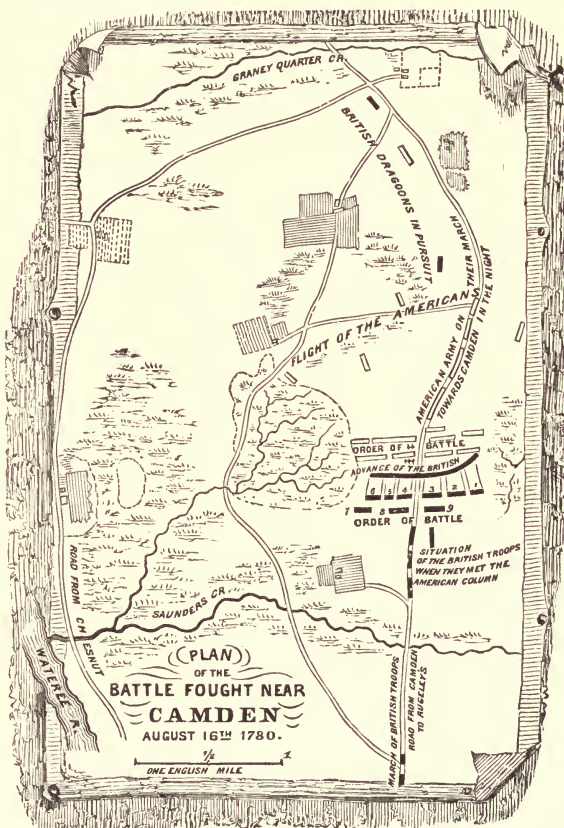 GRANEY QUARTER CR.
BRITISH DRAGOONS IN PURSUIT
FLIGHT OF THE AMERICAN
AMERICAN ARMY ON THEIR MARCH
TOWARDS CAMDEN IN THE NIGHT
ORDER OF BATTLE
ADVANCE OF THE BRITISH
6 5 4 3 2 1
7 8 9
ORDER OF BATTLE
SITUATION
OF THE BRITISH TROOPS
WHEN THEY MET THE
AMERICAN COLUMN
ROAD FROM CHESNUT
SAUNDERS CR.
WATEREE R.
MARCH OF BRITISH TROOPS
ROAD FROM CAMDEN
TO RUGELEY'S
(PLAN)
OF THE
BATTLE FOUGHT NEAR
CAMDEN
AUGUST 16TH 1780.
1/2 1
ONE ENGLISH MILE